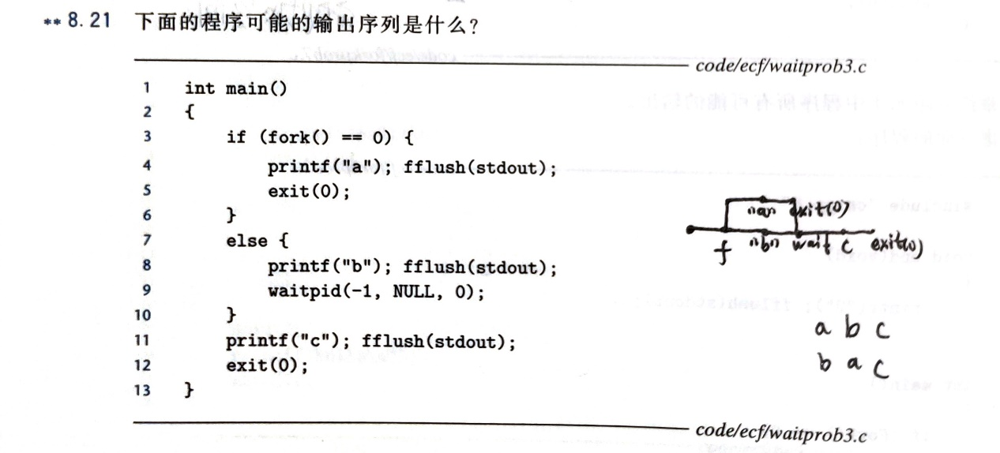 ** 8.21 下面的程序可能的输出序列是什么？
code/ecf/waitprob3.c
1 int main()
2 {
3 if (fork() == 0) {
4 printf("a"); fflush(stdout);
5 exit(0);
6 }
7 else {
8 printf("b"); fflush(stdout);
9 waitpid(-1, NULL, 0);
10 }
11 printf("c"); fflush(stdout);
12 exit(0);
13 }
"a" exit(0)
f "b" wait c exit(0)
a b c
b a c
code/ecf/waitprob3.c